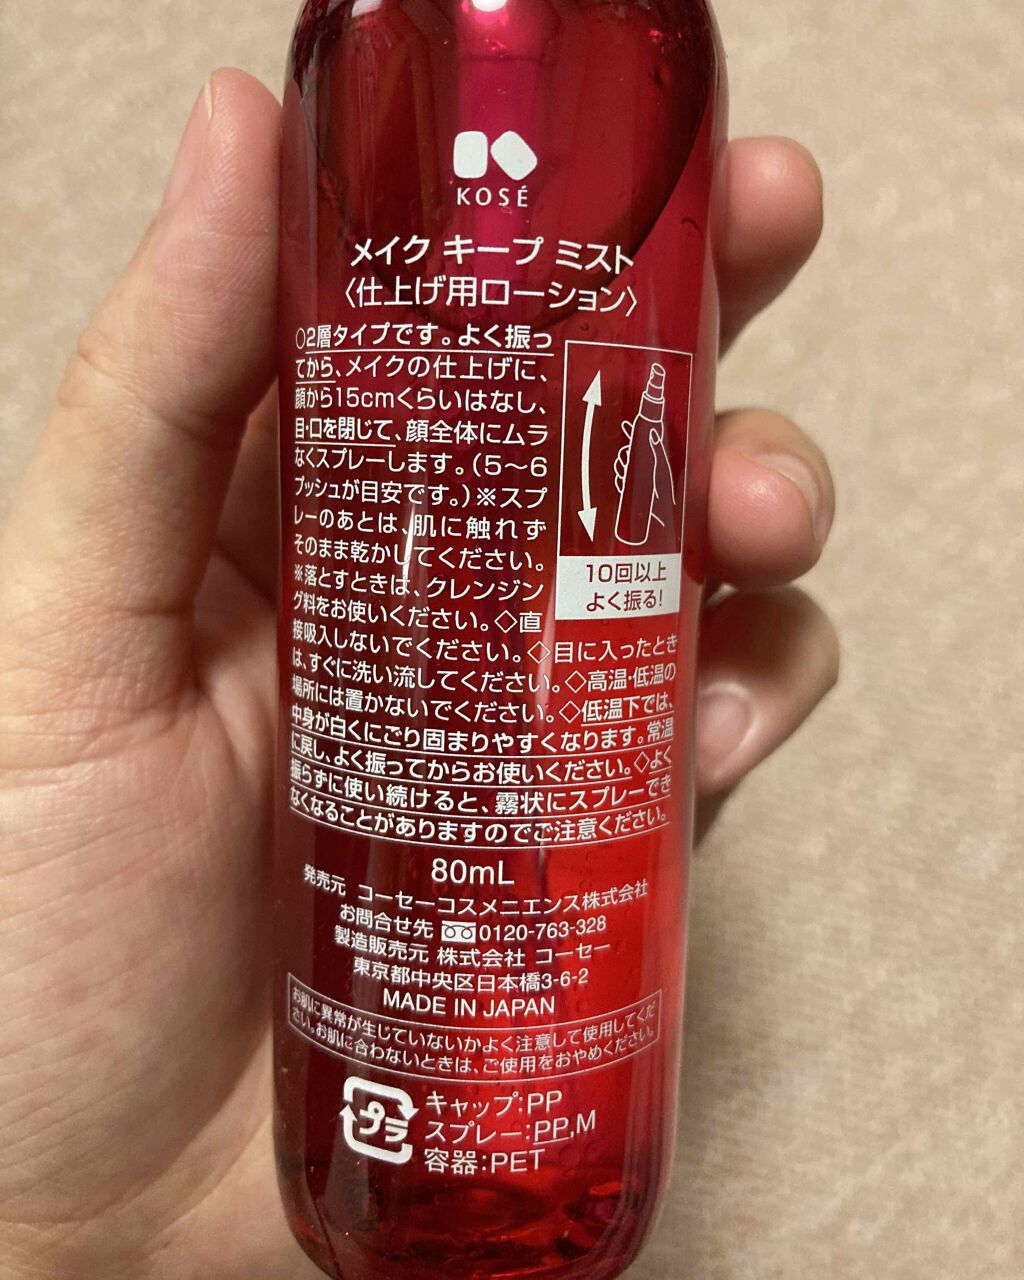 KOSÉ
メイク キープ ミスト
〈仕上げ用ローション〉
○2層タイプです。よく振っ
てから、メイクの仕上げに、
顔から15cmくらいはなし、
目・口を閉じて、顔全体にムラ
なくスプレーします。（5～6
プッシュが目安です。）※スプ
レーのあとは、肌に触れず
そのまま乾かしてください。
※落とすときは、クレンジン
グ料をお使いください。◇直
接吸入しないでください。◇目に入ったとき
は、すぐに洗い流してください。◇高温・低温の
場所には置かないでください。◇低温下では、
中身が白くにごり固まりやすくなります。常温
に戻し、よく振ってからお使いください。◇よく
振らずに使い続けると、霧状にスプレーでき
なくなることがありますのでご注意ください。
10回以上
よく振る!
80mL
発売元 コーセーコスメニエンス株式会社
お問合せ先 0120-763-328
製造販売元 株式会社 コーセー
東京都中央区日本橋3-6-2
MADE IN JAPAN
お肌に異常が生じていないかよく注意して使用してくだ
さい。お肌に合わないときは、ご使用をおやめください。
プラ
キャップ:PP
スプレー:PP,M
容器:PET